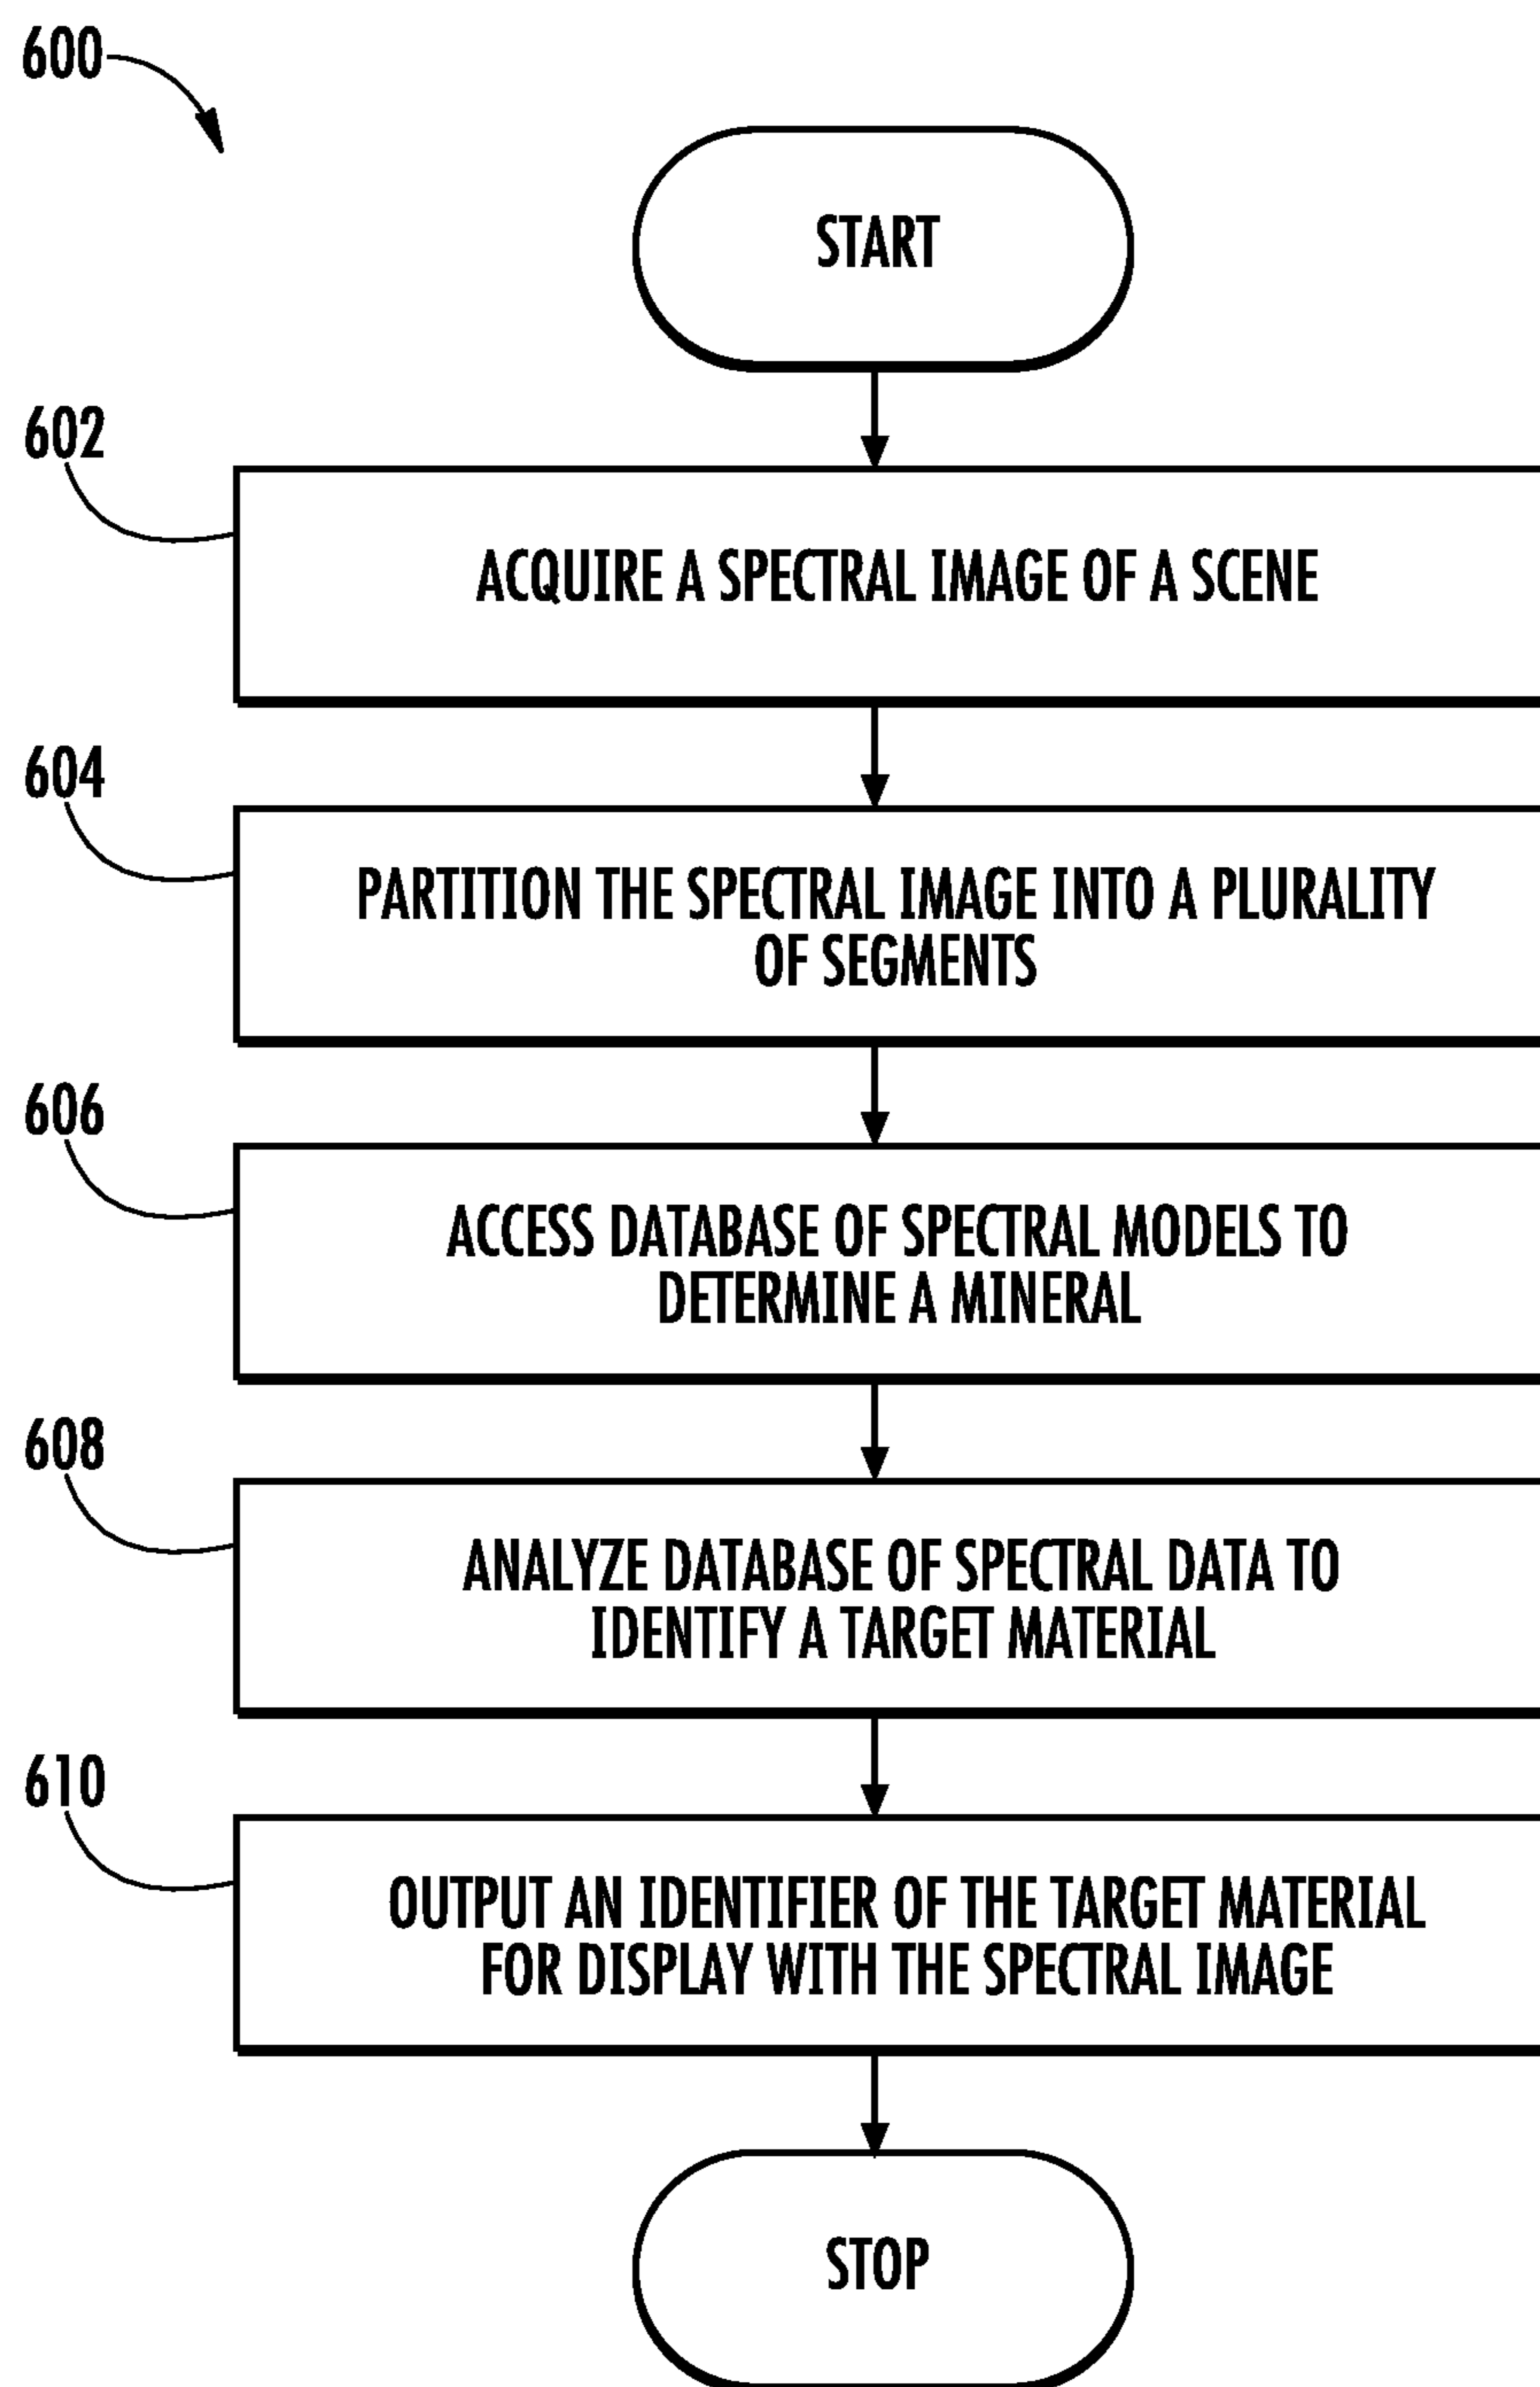 600
START
602
ACQUIRE A SPECTRAL IMAGE OF A SCENE
604
PARTITION THE SPECTRAL IMAGE INTO A PLURALITY
OF SEGMENTS
606
ACCESS DATABASE OF SPECTRAL MODELS TO
DETERMINE A MINERAL
608
ANALYZE DATABASE OF SPECTRAL DATA TO
IDENTIFY A TARGET MATERIAL
610
OUTPUT AN IDENTIFIER OF THE TARGET MATERIAL
FOR DISPLAY WITH THE SPECTRAL IMAGE
STOP